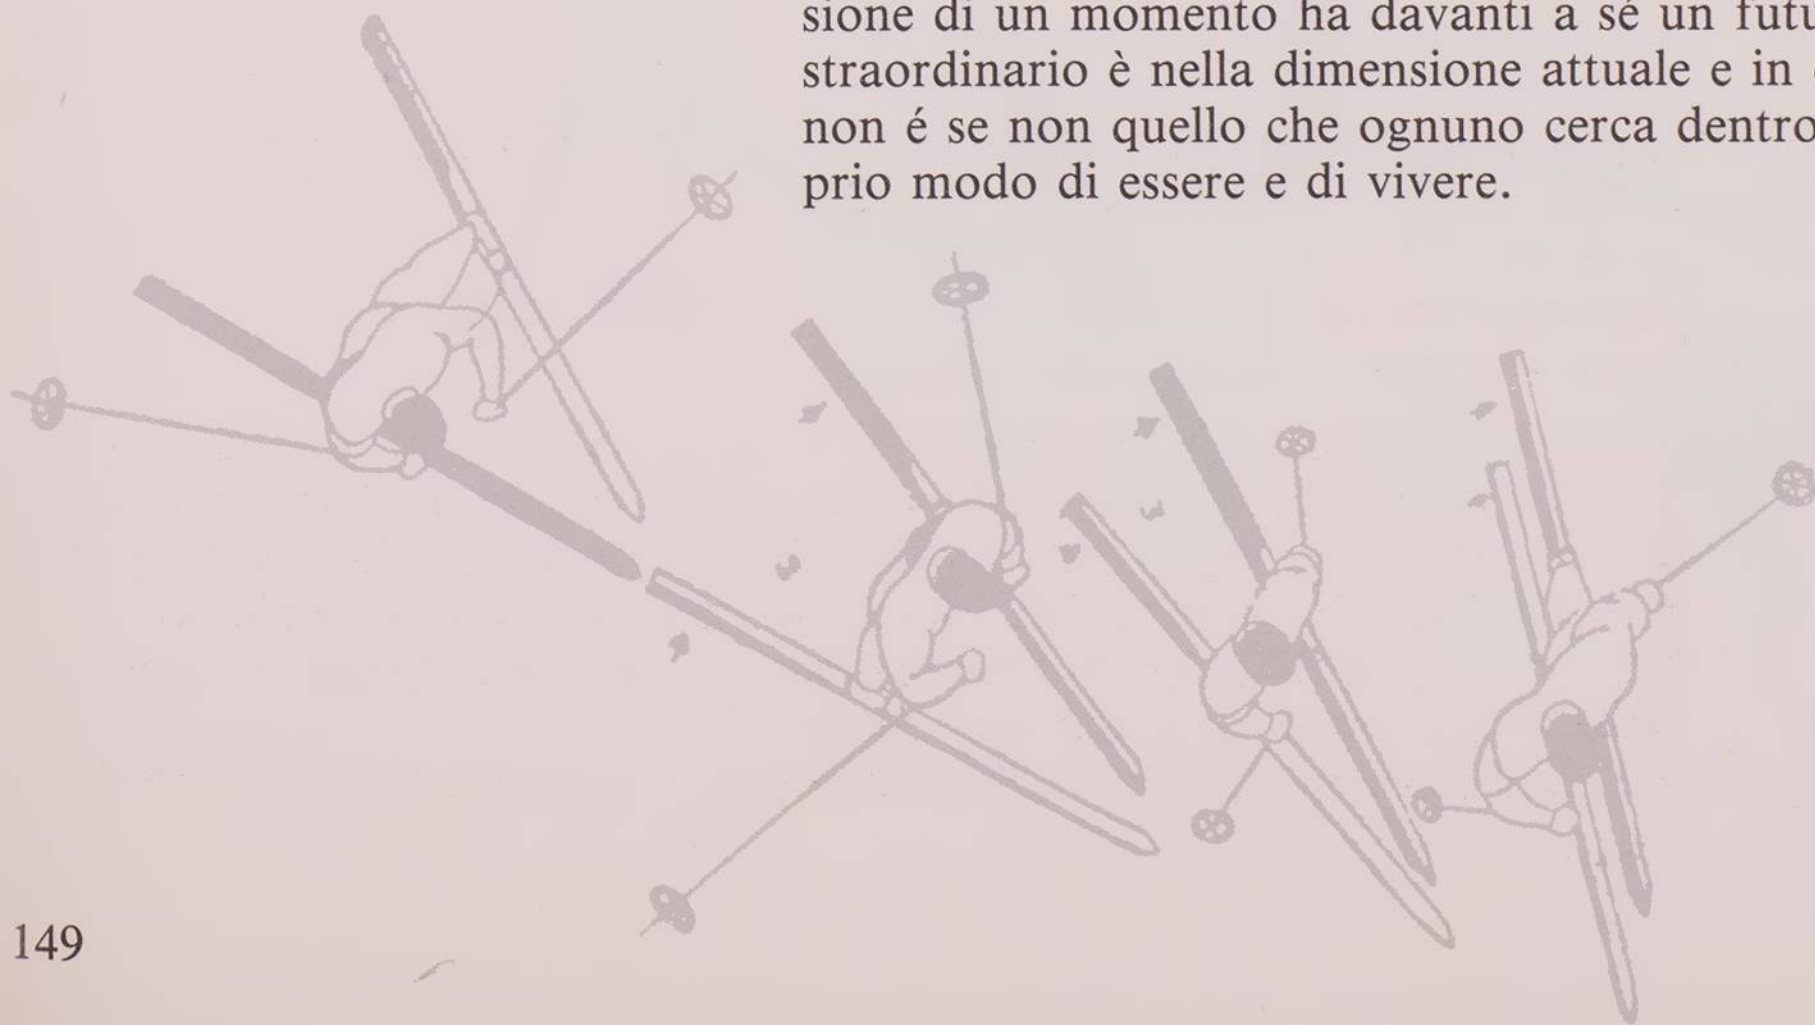 sione di un momento ha davanti a sé un
straordinario è nella dimensione attuale e in
non é se non quello che ognuno cerca dentro
prio modo di essere e di vivere.
149